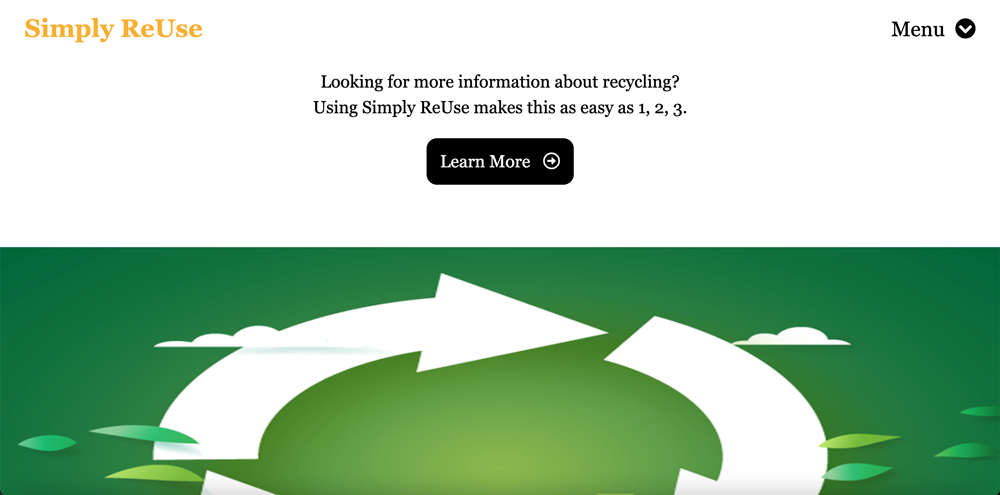 Simply ReUse
Menu
Looking for more information about recycling?
Using Simply ReUse makes this as easy as 1, 2, 3.
Learn More